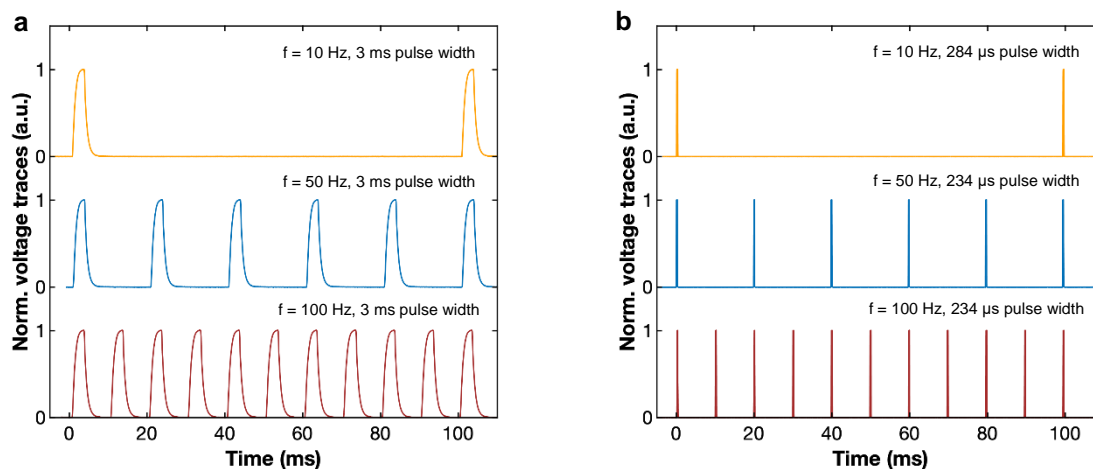 a
f = 10 Hz, 3 ms pulse width
1
0
f = 50 Hz, 3 ms pulse width
1
0
f = 100 Hz, 3 ms pulse width
1
0
Norm. voltage traces (a.u.)
0 20 40 60 80 100
Time (ms)
b
f = 10 Hz, 284 µs pulse width
1
0
f = 50 Hz, 234 µs pulse width
1
0
f = 100 Hz, 234 µs pulse width
1
0
Norm. voltage traces (a.u.)
0 20 40 60 80 100
Time (ms)